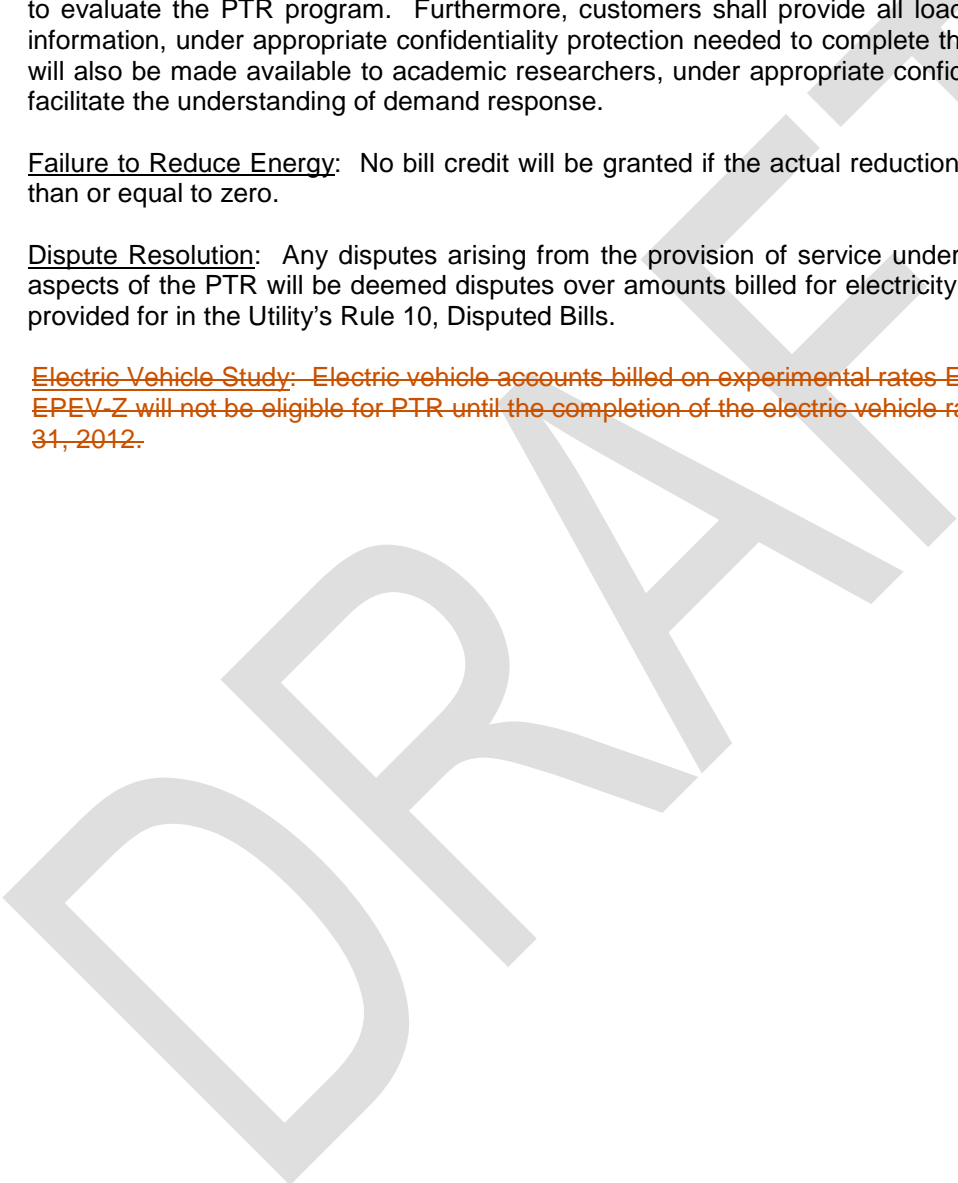 to evaluate the PTR program. Furthermore, customers shall provide all load
information, under appropriate confidentiality protection needed to complete
will also be made available to academic researchers, under appropriate
facilitate the understanding of demand response.
Failure to Reduce Energy: No bill credit will be granted if the actual reduction
than or equal to zero.
Dispute Resolution: Any disputes arising from the provision of service under
aspects of the PTR will be deemed disputes over amounts billed for electricity
provided for in the Utility's Rule 10, Disputed Bills.
Electric Vehicle Study: Electric vehicle accounts billed on experimental rates
EPEV-Z will not be eligible for PTR until the completion of the electric vehicle
31, 2012.
DRAFT